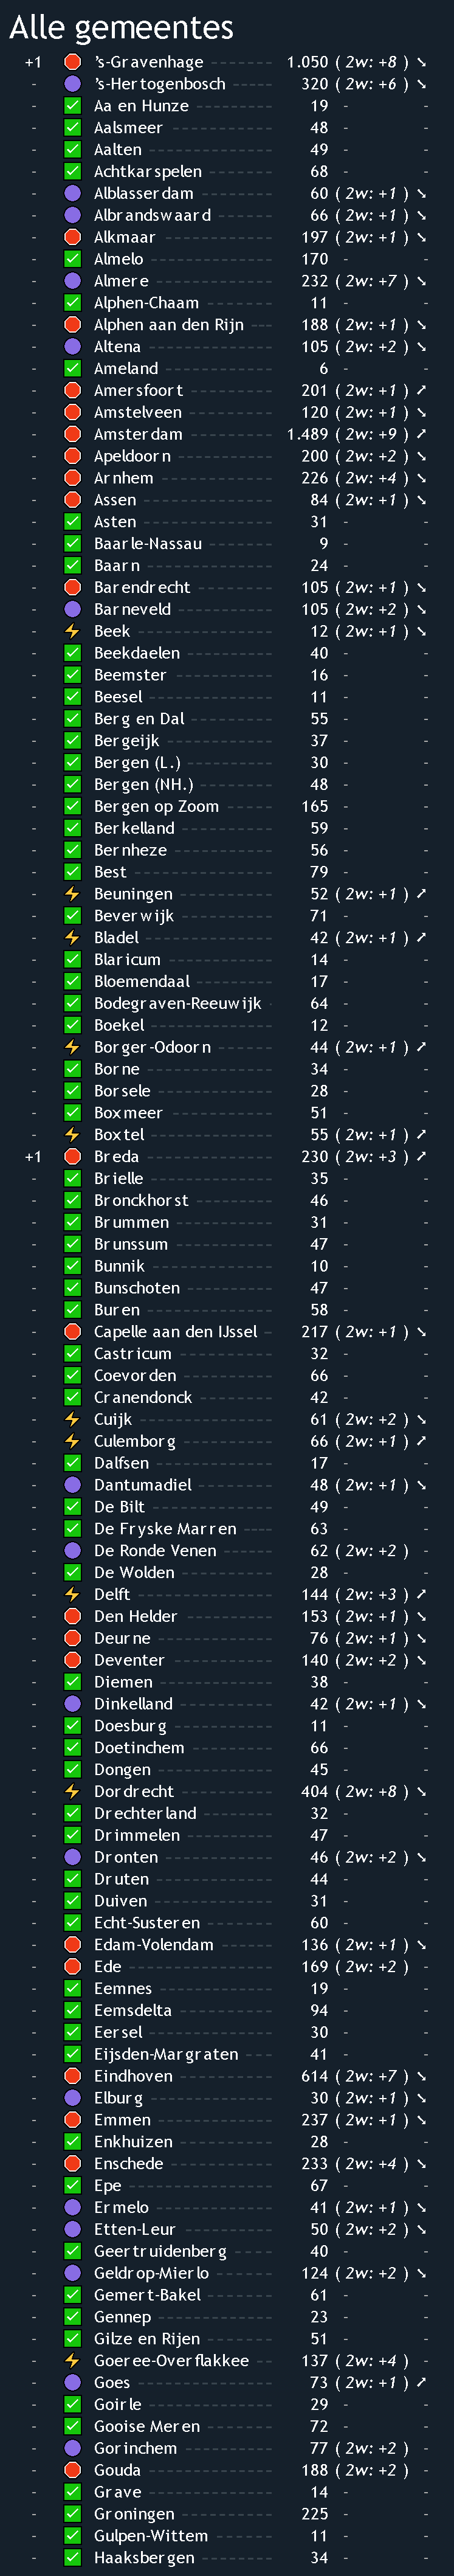 Alle gemeentes
+1 's-Gravenhage 1.050 ( 2w: +8 ) ↘
- 's-Hertogenbosch 320 ( 2w: +6 ) ↘
- Aa en Hunze 19 - -
- Aalsmeer 48 - -
- Aalten 49 - -
- Achtkarspelen 68 - -
- Alblasserdam 60 ( 2w: +1 ) ↘
- Albrandswaard 66 ( 2w: +1 ) ↘
- Alkmaar 197 ( 2w: +1 ) ↘
- Almelo 170 - -
- Almere 232 ( 2w: +7 ) ↘
- Alphen-Chaam 11 - -
- Alphen aan den Rijn 188 ( 2w: +1 ) ↘
- Altena 105 ( 2w: +2 ) ↘
- Ameland 6 - -
- Amersfoort 201 ( 2w: +1 ) ↗
- Amstelveen 120 ( 2w: +1 ) ↘
- Amsterdam 1.489 ( 2w: +9 ) ↗
- Apeldoorn 200 ( 2w: +2 ) ↘
- Arnhem 226 ( 2w: +4 ) ↘
- Assen 84 ( 2w: +1 ) ↘
- Asten 31 - -
- Baarle-Nassau 9 - -
- Baarn 24 - -
- Barendrecht 105 ( 2w: +1 ) ↘
- Barneveld 105 ( 2w: +2 ) ↘
- Beek 12 ( 2w: +1 ) ↘
- Beekdaelen 40 - -
- Beemster 16 - -
- Beesel 11 - -
- Berg en Dal 55 - -
- Bergeijk 37 - -
- Bergen (L.) 30 - -
- Bergen (NH.) 48 - -
- Bergen op Zoom 165 - -
- Berkelland 59 - -
- Bernheze 56 - -
- Best 79 - -
- Beuningen 52 ( 2w: +1 ) ↗
- Beverwijk 71 - -
- Bladel 42 ( 2w: +1 ) ↗
- Blaricum 14 - -
- Bloemendaal 17 - -
- Bodegraven-Reeuwijk 64 - -
- Boekel 12 - -
- Borger-Odoorn 44 ( 2w: +1 ) ↗
- Borne 34 - -
- Borsele 28 - -
- Boxmeer 51 - -
- Boxtel 55 ( 2w: +1 ) ↗
+1 Breda 230 ( 2w: +3 ) ↗
- Brielle 35 - -
- Bronckhorst 46 - -
- Brummen 31 - -
- Brunssum 47 - -
- Bunnik 10 - -
- Bunschoten 47 - -
- Buren 58 - -
- Capelle aan den IJssel 217 ( 2w: +1 ) ↘
- Castricum 32 - -
- Coevorden 66 - -
- Cranendonck 42 - -
- Cuijk 61 ( 2w: +2 ) ↘
- Culemborg 66 ( 2w: +1 ) ↗
- Dalfsen 17 - -
- Dantumadiel 48 ( 2w: +1 ) ↘
- De Bilt 49 - -
- De Fryske Marren 63 - -
- De Ronde Venen 62 ( 2w: +2 ) -
- De Wolden 28 - -
- Delft 144 ( 2w: +3 ) ↗
- Den Helder 153 ( 2w: +1 ) ↘
- Deurne 76 ( 2w: +1 ) ↘
- Deventer 140 ( 2w: +2 ) ↘
- Diemen 38 - -
- Dinkelland 42 ( 2w: +1 ) ↘
- Doesburg 11 - -
- Doetinchem 66 - -
- Dongen 45 - -
- Dordrecht 404 ( 2w: +8 ) ↘
- Drechterland 32 - -
- Drimmelen 47 - -
- Dronten 46 ( 2w: +2 ) ↘
- Druten 44 - -
- Duiven 31 - -
- Echt-Susteren 60 - -
- Edam-Volendam 136 ( 2w: +1 ) ↘
- Ede 169 ( 2w: +2 ) -
- Eemnes 19 - -
- Eemsdelta 94 - -
- Eersel 30 - -
- Eijsden-Margraten 41 - -
- Eindhoven 614 ( 2w: +7 ) ↘
- Elburg 30 ( 2w: +1 ) ↘
- Emmen 237 ( 2w: +1 ) ↘
- Enkhuizen 28 - -
- Enschede 233 ( 2w: +4 ) ↘
- Epe 67 - -
- Ermelo 41 ( 2w: +1 ) ↘
- Etten-Leur 50 ( 2w: +2 ) ↘
- Geertruidenberg 40 - -
- Geldrop-Mierlo 124 ( 2w: +2 ) ↘
- Gemert-Bakel 61 - -
- Gennep 23 - -
- Gilze en Rijen 51 - -
- Goeree-Overflakkee 137 ( 2w: +4 ) -
- Goes 73 ( 2w: +1 ) ↗
- Goirle 29 - -
- Gooise Meren 72 - -
- Gorinchem 77 ( 2w: +2 ) -
- Gouda 188 ( 2w: +2 ) -
- Grave 14 - -
- Groningen 225 - -
- Gulpen-Wittem 11 - -
- Haaksbergen 34 - -